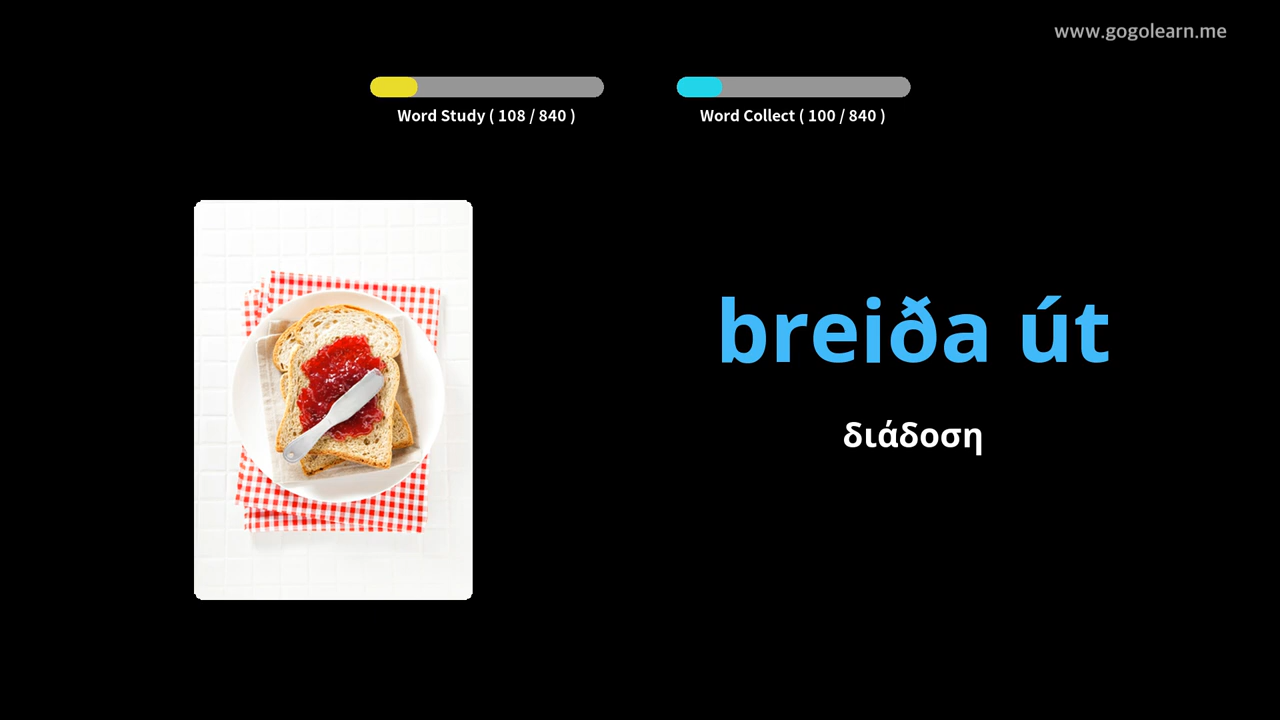 www.gogolearn.me
Word Study ( 108 / 840 )
Word Collect ( 100 / 840 )
breiða út
διάδοση